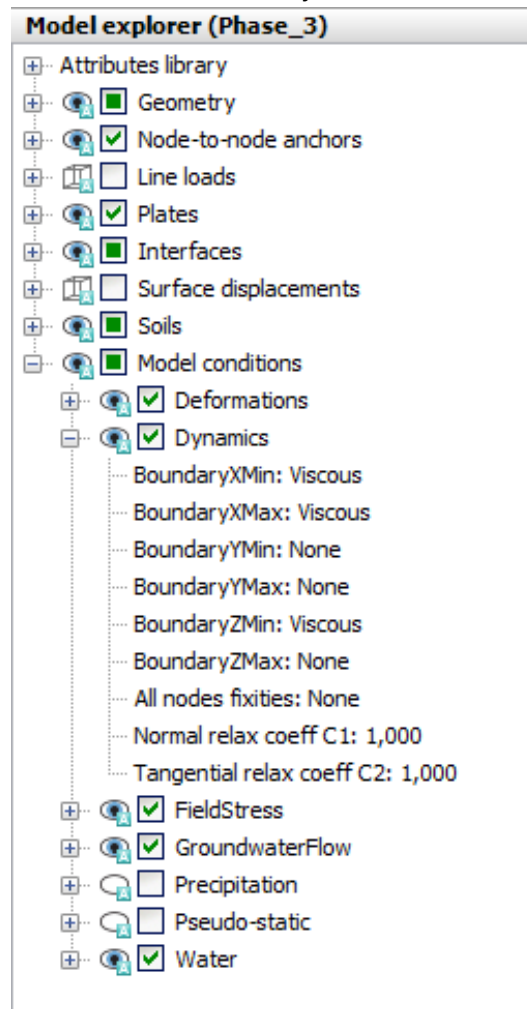 Model explorer (Phase_3)
Attributes library
Geometry
Node-to-node anchors
Line loads
Plates
Interfaces
Surface displacements
Soils
Model conditions
Deformations
Dynamics
BoundaryXMin: Viscous
BoundaryXMax: Viscous
BoundaryYMin: None
BoundaryYMax: None
BoundaryZMin: Viscous
BoundaryZMax: None
All nodes fixities: None
Normal relax coeff C1: 1,000
Tangential relax coeff C2: 1,000
FieldStress
GroundwaterFlow
Precipitation
Pseudo-static
Water